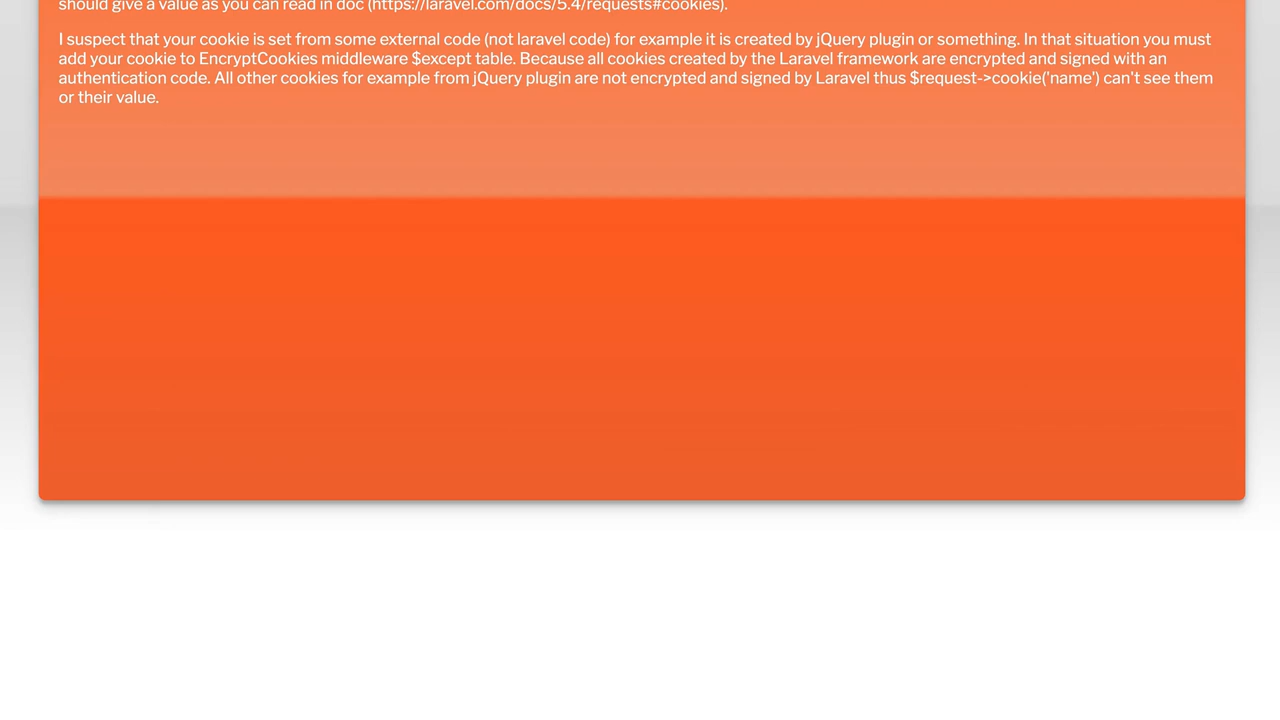 should give a value as you can read in doc (https://laravel.com/docs/5.4/requests#cookies).
I suspect that your cookie is set from some external code (not laravel code) for example it is created by jQuery plugin or something. In that situation you must
add your cookie to EncryptCookies middleware $except table. Because all cookies created by the Laravel framework are encrypted and signed with an
authentication code. All other cookies for example from jQuery plugin are not encrypted and signed by Laravel thus $request->cookie('name') can't see them
or their value.